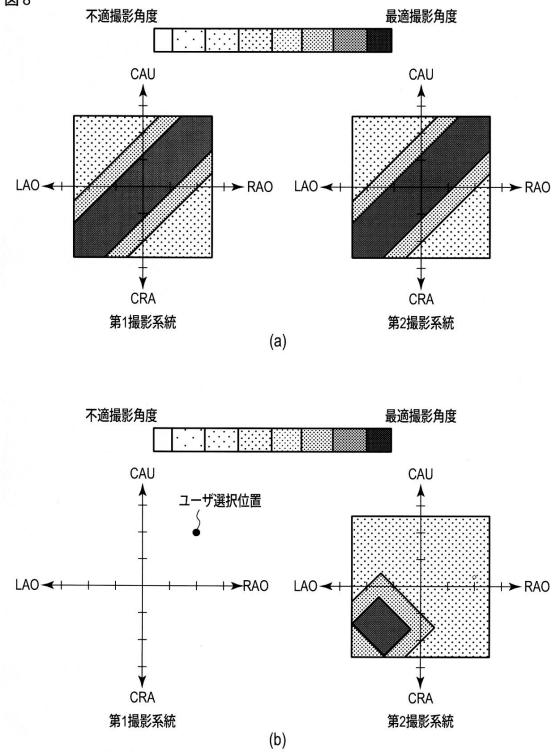 図8
不適撮影角度 最適撮影角度
CAU CAU
LAO RAO LAO RAO
CRA CRA
第1撮影系統 第2撮影系統
(a)
不適撮影角度 最適撮影角度
CAU CAU
ユーザ選択位置
LAO RAO LAO RAO
CRA CRA
第1撮影系統 第2撮影系統
(b)